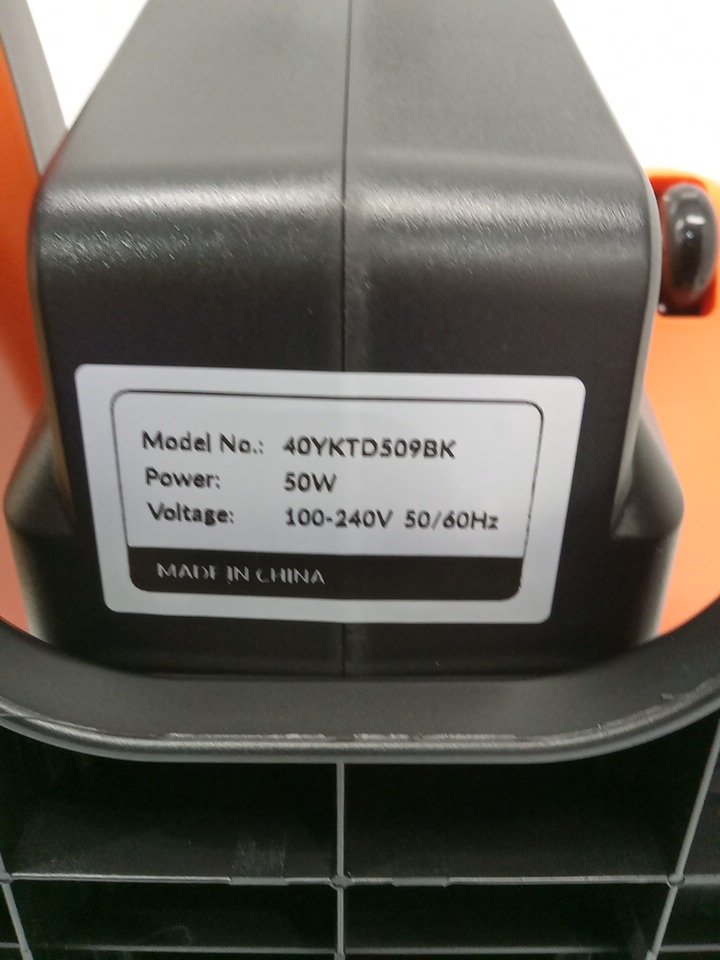 Model No.: 40YKTD509BK
Power: 50W
Voltage: 100-240V 50/60Hz
MADE IN CHINA